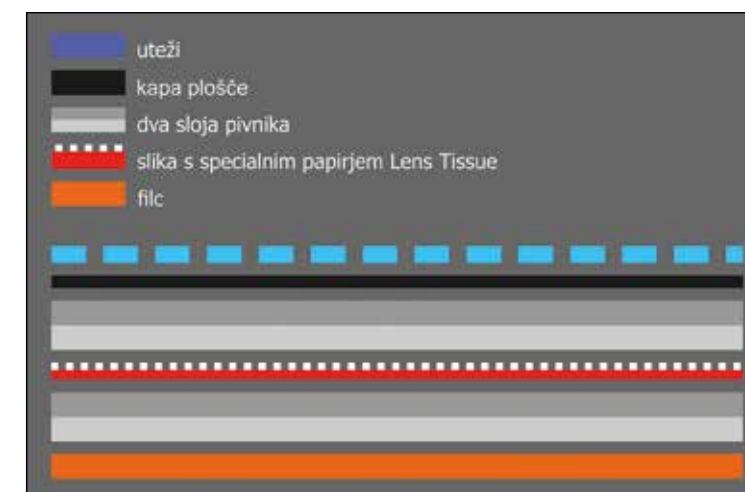 uteži
kapa plošče
dva sloja pivnika
slika s specialnim papirjem Lens Tissue
filc